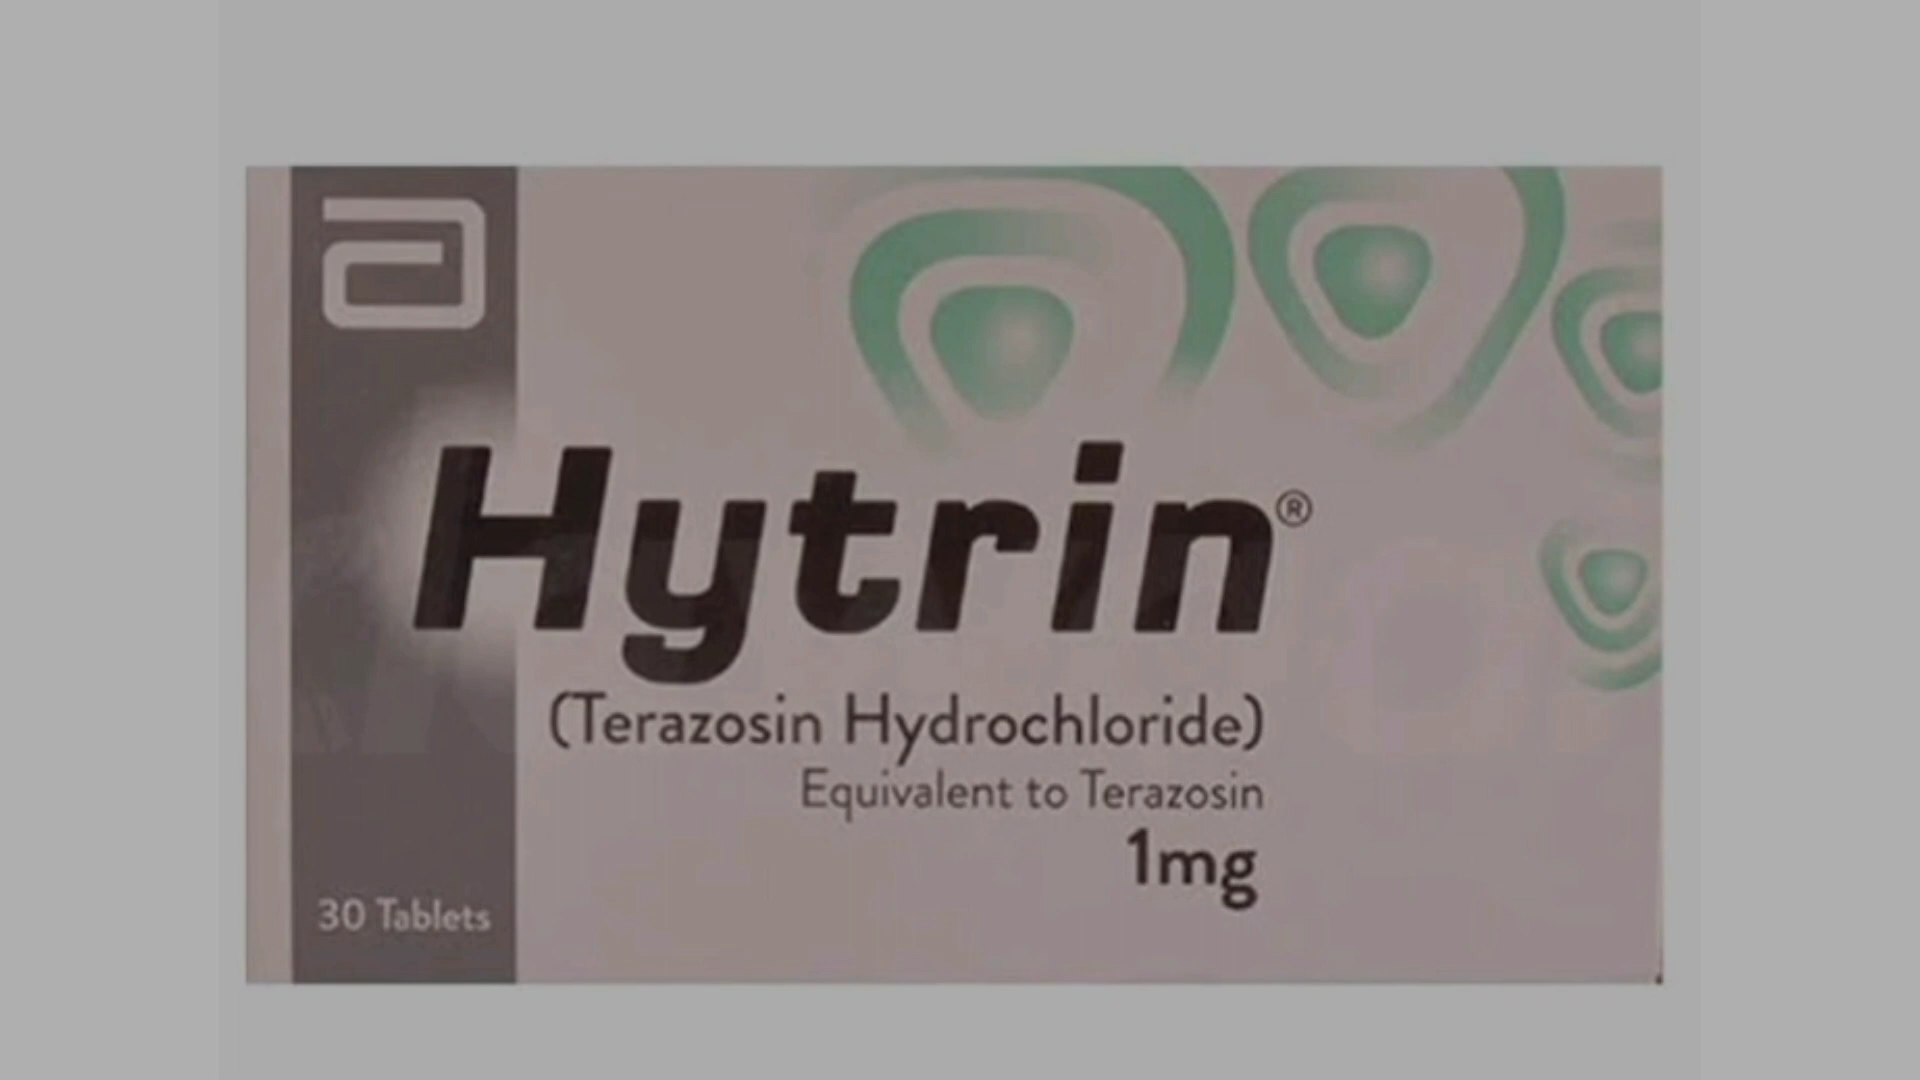 Hytrin®
(Terazosin Hydrochloride)
Equivalent to Terazosin
1mg
30 Tablets